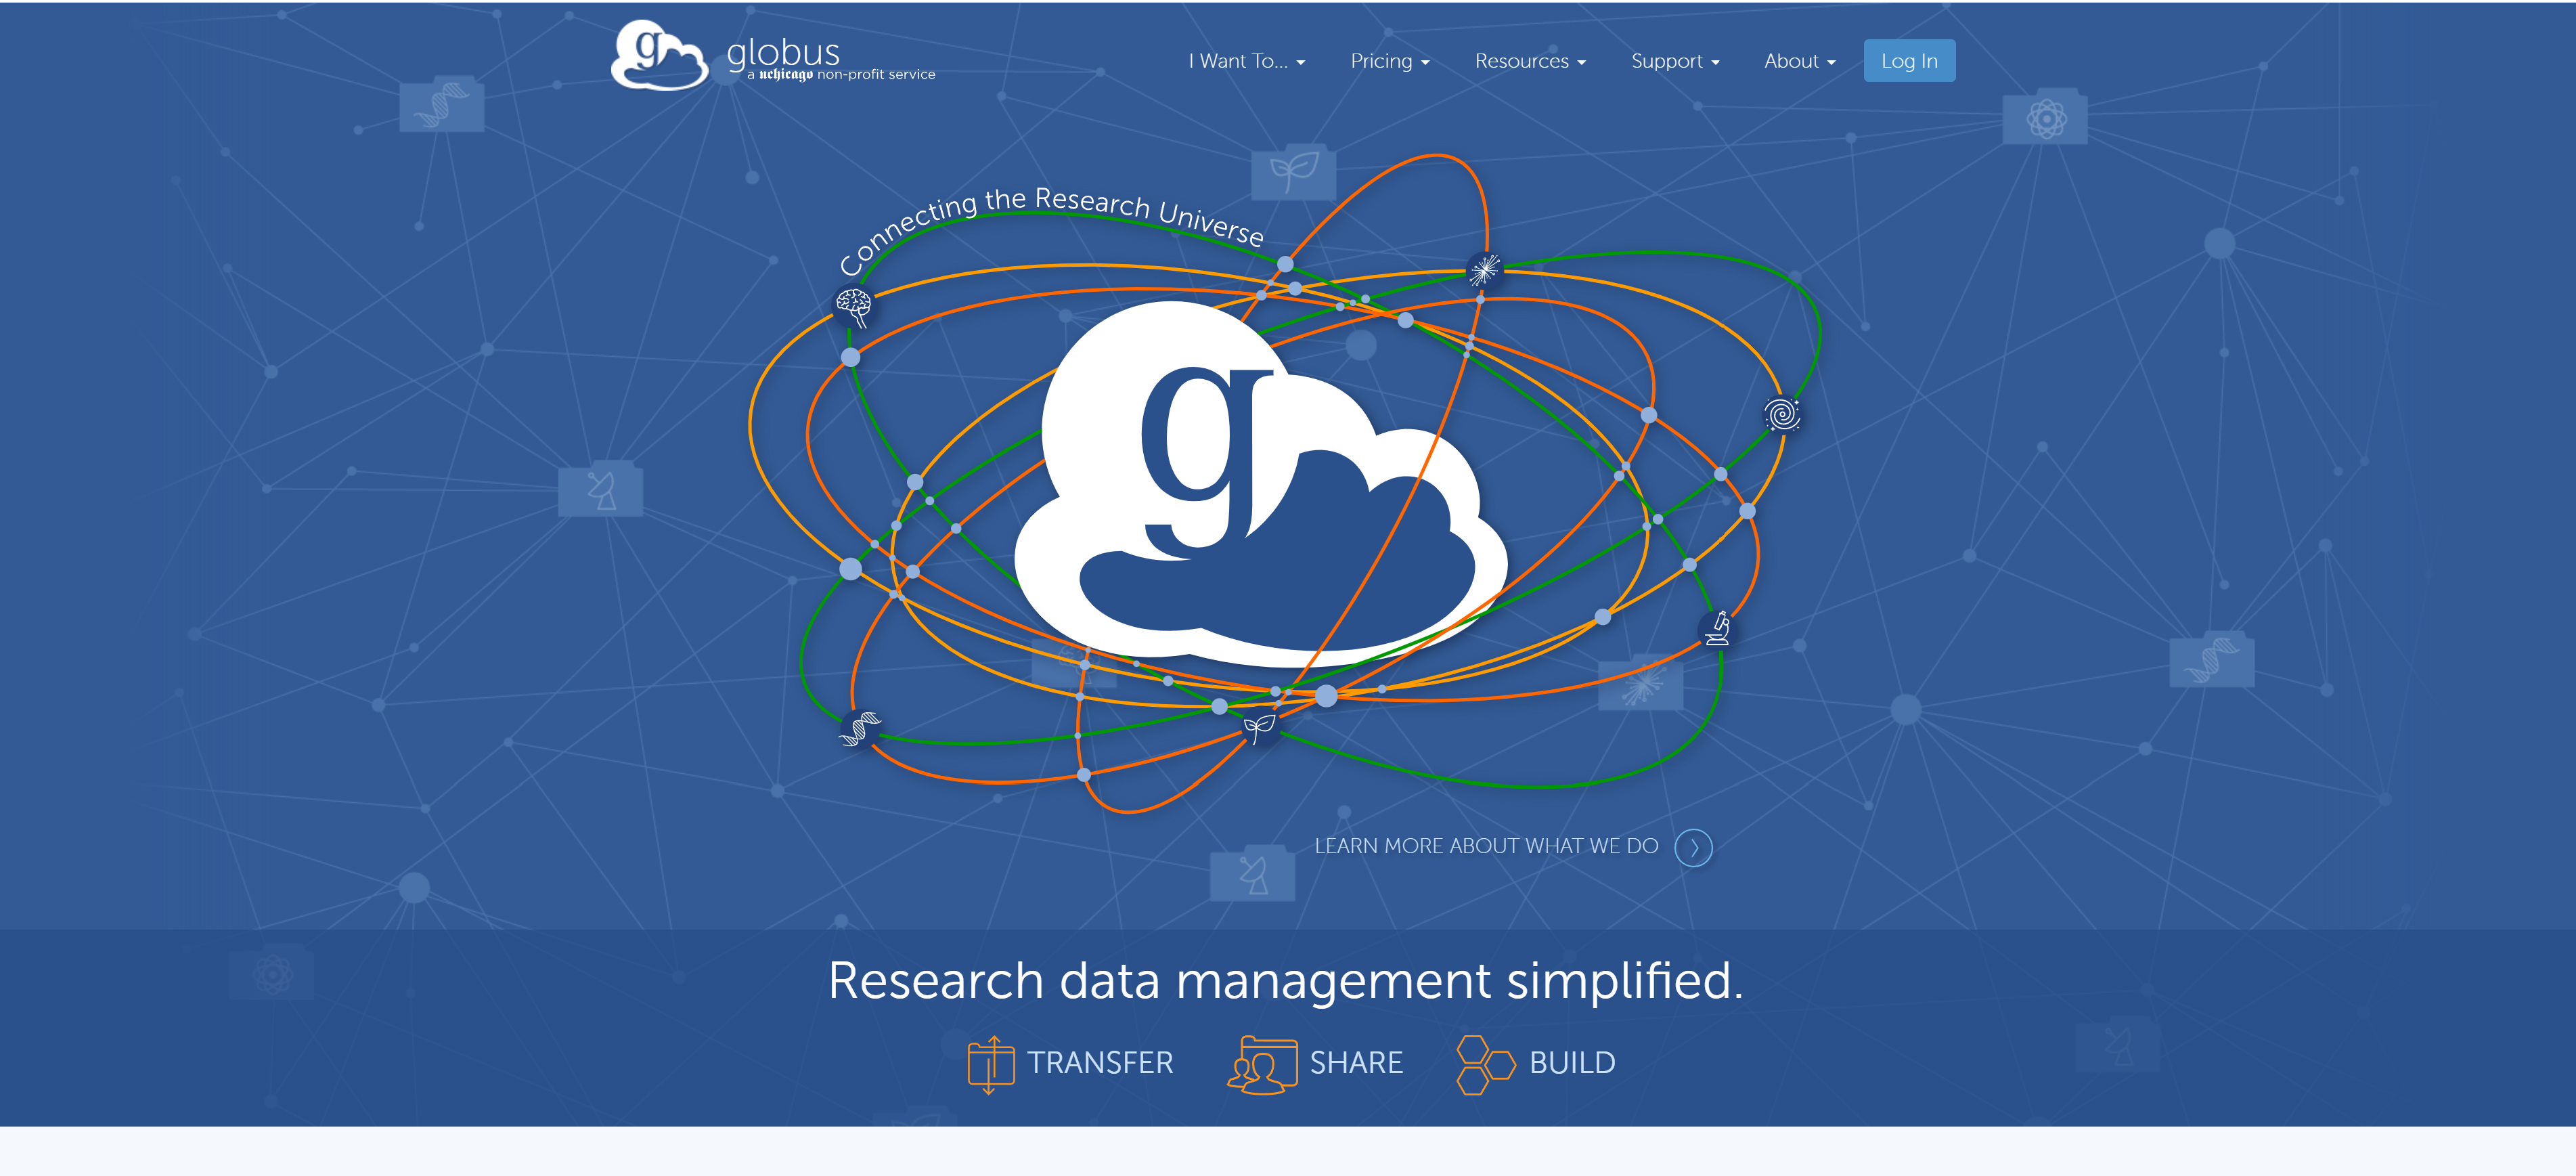 g globus
a uchicago non-profit service
I Want To... Pricing Resources Support About Log In
Connecting the Research Universe
g
LEARN MORE ABOUT WHAT WE DO
Research data management simplified.
TRANSFER SHARE BUILD